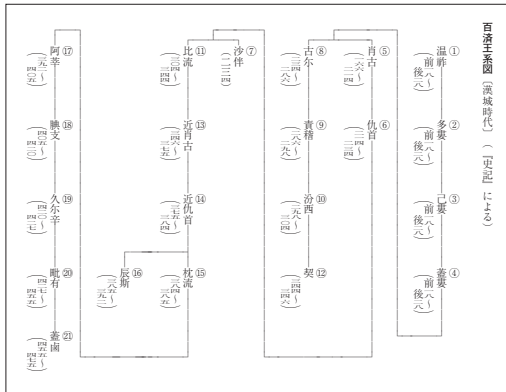 百済王系図〔漢城時代〕（『史記』による）
①温祚
（前一八～後二八）
②多婁
（前一八～後二八）
③己婁
（前一八～後二八）
④蓋婁
（前一八～後二八）
⑤肖古
（一六六～二一四）
⑥仇首
（二一四～二三四）
⑧古尓
（二三四～二八六）
⑨責稽
（二八六～二九八）
⑩汾西
（二九八～三〇四）
⑫契
（三四四～三四六）
⑦沙伴
（二三四）
⑪比流
（三〇四～三四四）
⑬近肖古
（三四六～三七五）
⑭近仇首
（三七五～三八四）
⑮枕流
（三八四～三八五）
⑯辰斯
（三八五～三九二）
⑰阿莘
（三九二～四〇五）
⑱腆支
（四〇五～四二〇）
⑲久尓辛
（四二〇～四二七）
⑳毗有
（四二七～四五五）
㉑蓋鹵
（四五五～四七五）